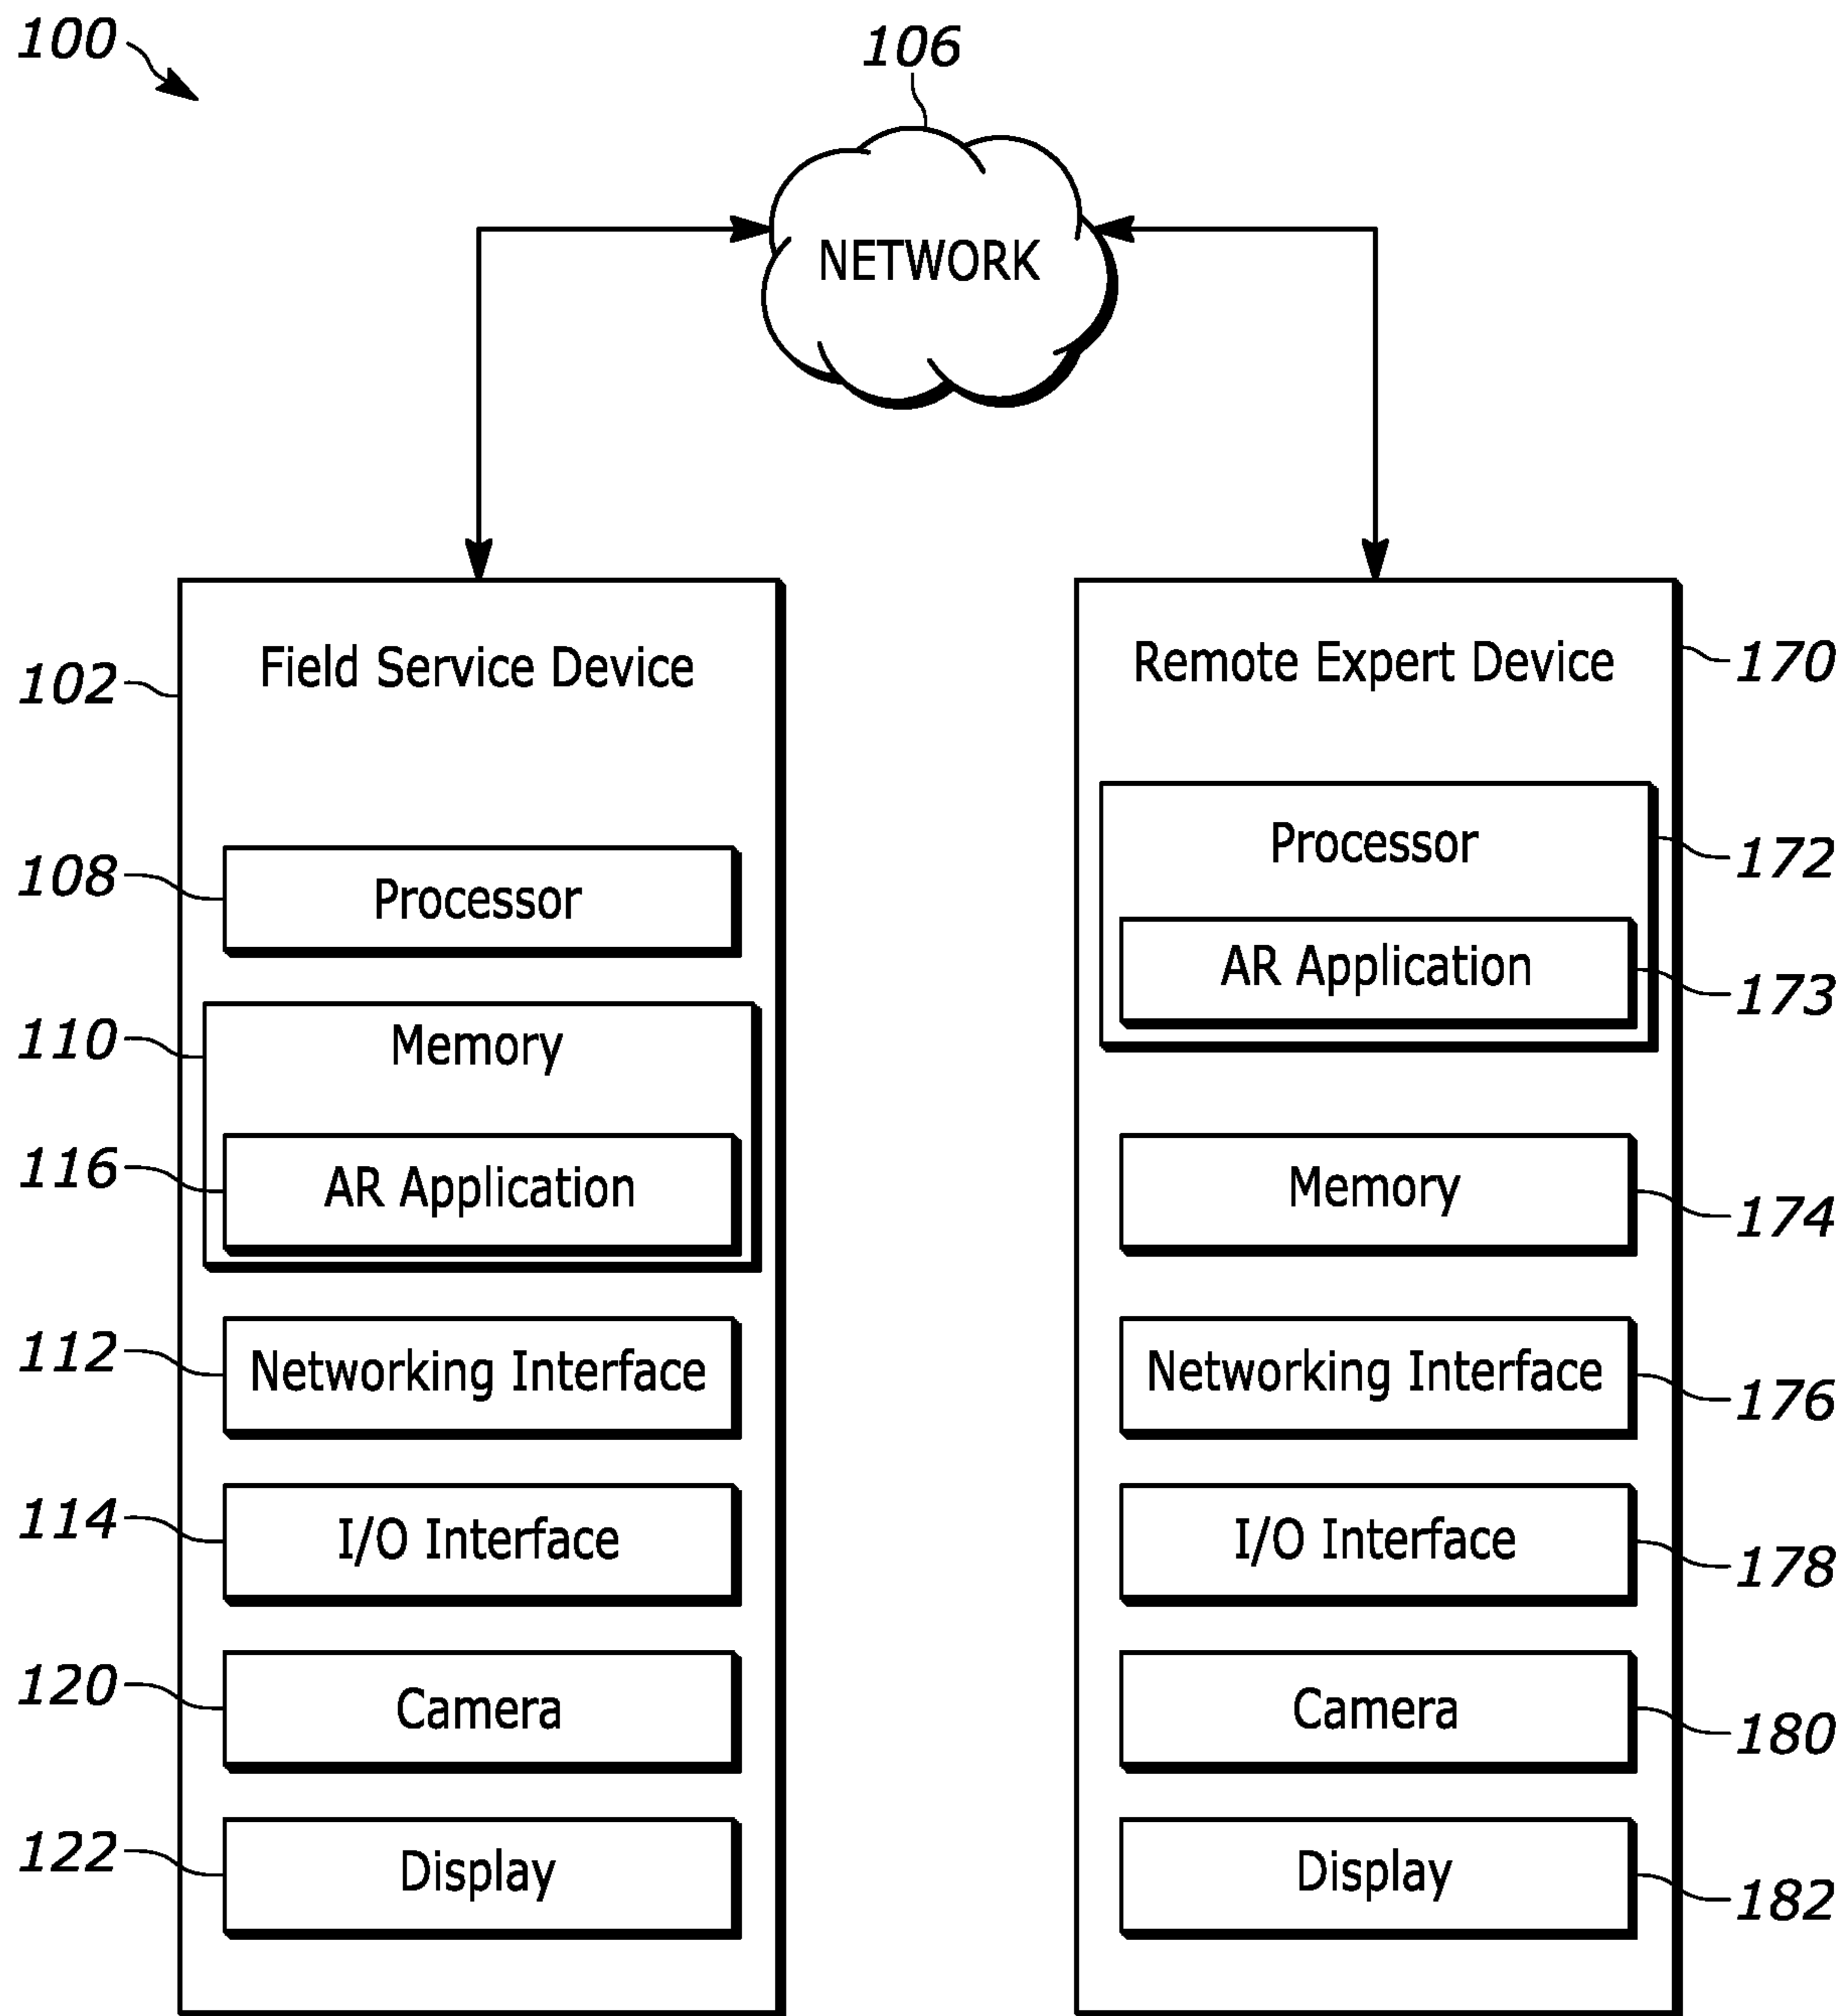 100
106
NETWORK
102
Field Service Device
108
Processor
110
Memory
116
AR Application
112
Networking Interface
114
I/O Interface
120
Camera
122
Display
Remote Expert Device
170
Processor
172
AR Application
173
Memory
174
Networking Interface
176
I/O Interface
178
Camera
180
Display
182